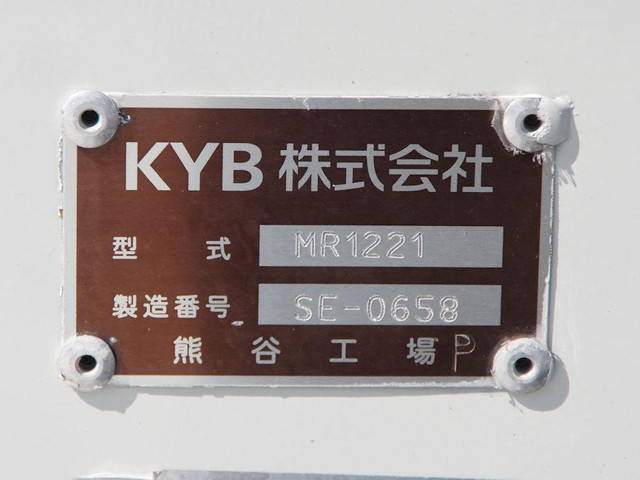 KYB 株式会社
型 式 MR1221
製造番号 SE-0658
熊谷工場 P